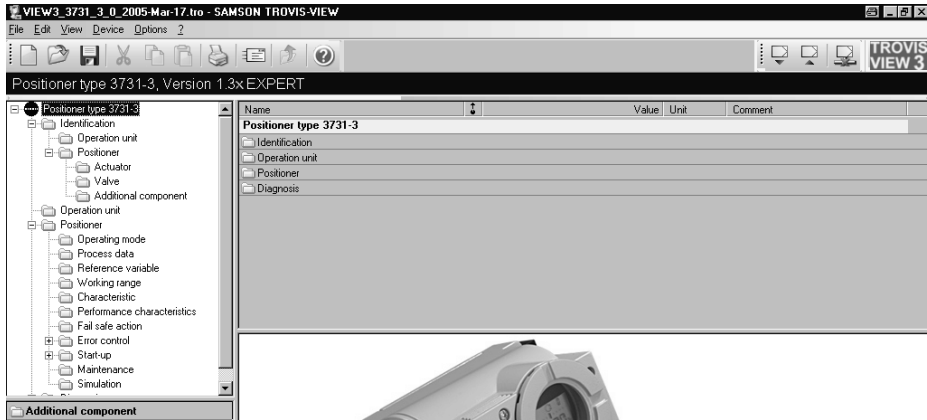 VIEW3_3731_3_0_2005-Mar-17.tro - SAMSON TROVIS-VIEW
File Edit View Device Options ?
TROVIS
VIEW 3
Positioner type 3731-3, Version 1.3x EXPERT
Positioner type 3731-3
Identification
Operation unit
Positioner
Actuator
Valve
Additional component
Operation unit
Positioner
Operating mode
Process data
Reference variable
Working range
Characteristic
Performance characteristics
Fail safe action
Error control
Start-up
Maintenance
Simulation
Additional component
Name Value Unit Comment
Positioner type 3731-3
Identification
Operation unit
Positioner
Diagnosis